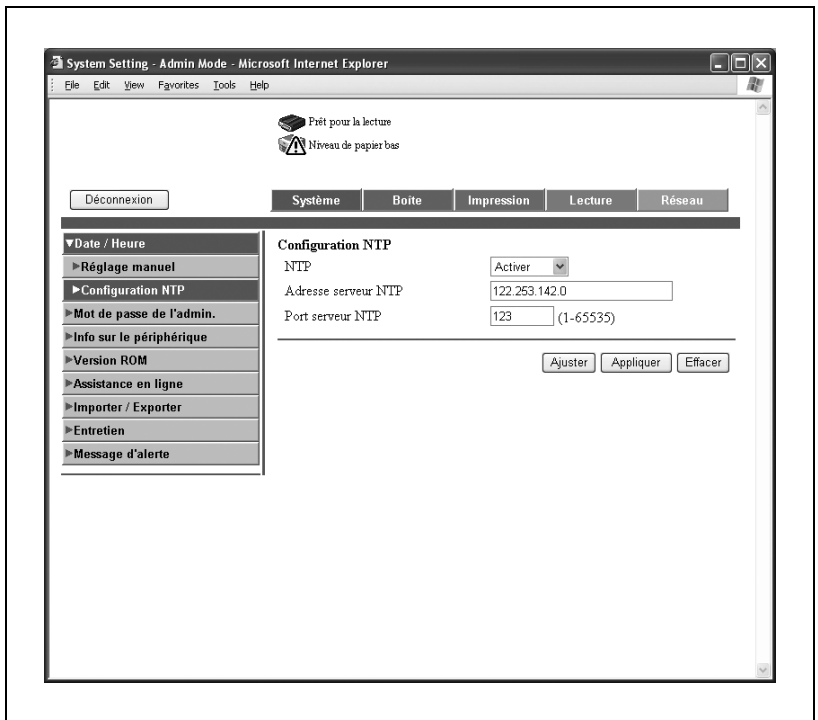 System Setting - Admin Mode - Microsoft Internet Explorer
File Edit View Favorites Tools Help
Prêt pour la lecture
Niveau de papier bas
Déconnexion
Système Boite Impression Lecture Réseau
▼Date / Heure
►Réglage manuel
►Configuration NTP
►Mot de passe de l'admin.
►Info sur le périphérique
►Version ROM
►Assistance en ligne
►Importer / Exporter
►Entretien
►Message d'alerte
Configuration NTP
NTP Activer
Adresse serveur NTP 122.253.142.0
Port serveur NTP 123 (1-65535)
Ajuster Appliquer Effacer